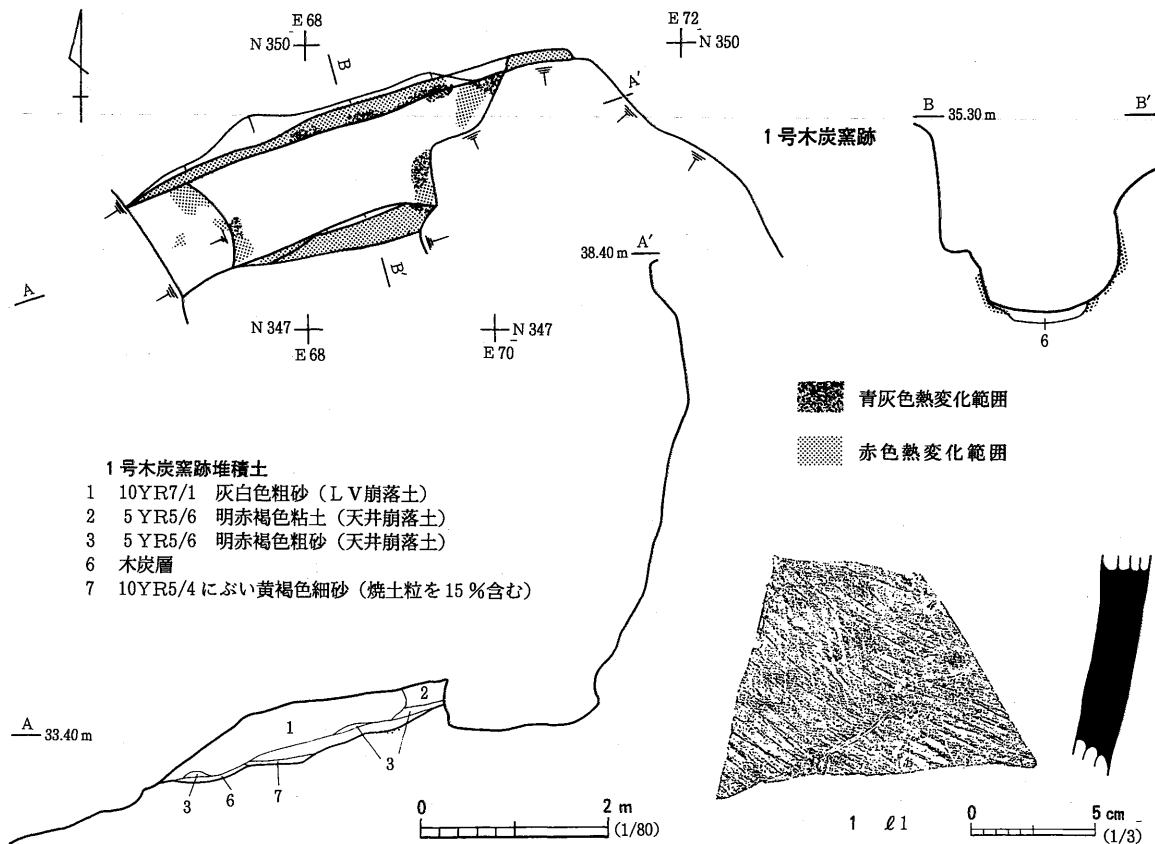 E 68
N 350
E 72
N 350
B
A′
B
35.30 m
B′
1号木炭窯跡
A
B′
38.40 m A′
N 347
E 68
N 347
E 70
6
青灰色熱変化範囲
赤色熱変化範囲
1号木炭窯跡堆積土
1 10YR7/1 灰白色粗砂(LV崩落土)
2 5YR5/6 明赤褐色粘土(天井崩落土)
3 5YR5/6 明赤褐色粗砂(天井崩落土)
6 木炭層
7 10YR5/4 にぶい黄褐色細砂(焼土粒を15%含む)
A
33.40 m
1
2
3
3
6
7
0 2 m
(1/80)
1 ℓ1
0 5 cm
(1/3)